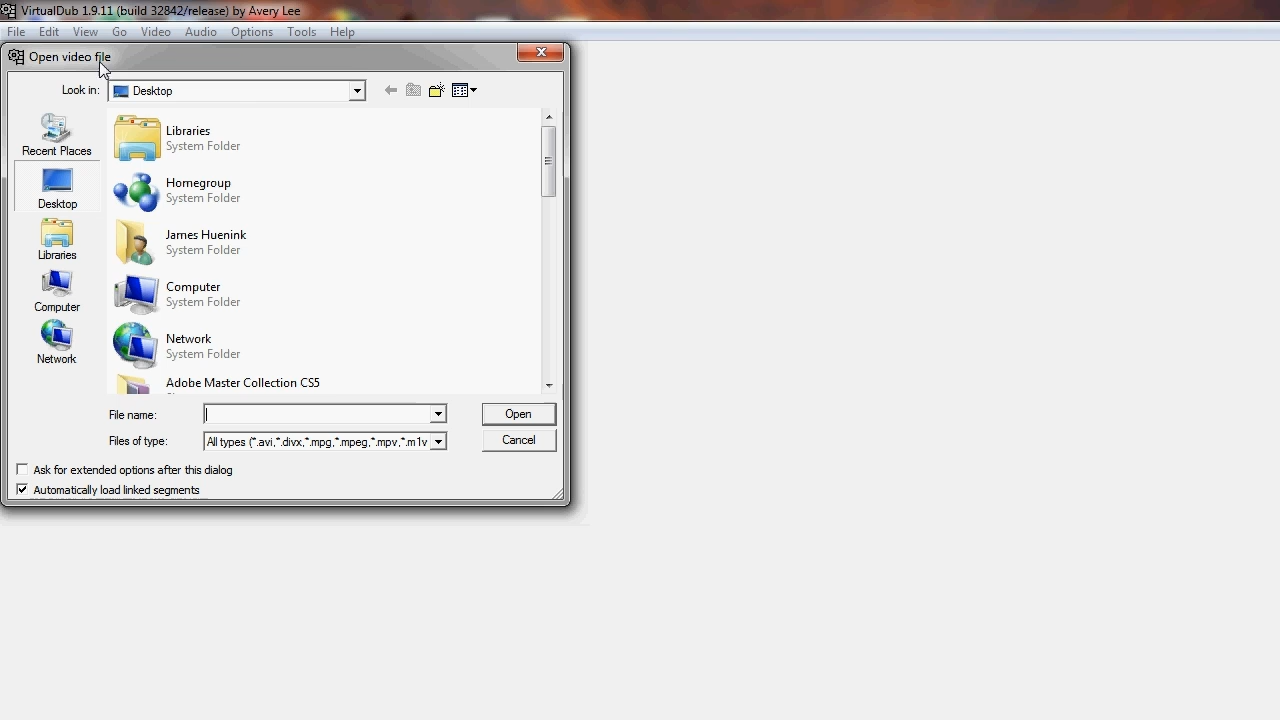 VirtualDub 1.9.11 (build 32842/release) by Avery Lee
File Edit View Go Video Audio Options Tools Help
Open video file
Look in: Desktop
Recent Places
Desktop
Libraries
Computer
Network
Libraries
System Folder
Homegroup
System Folder
James Huenink
System Folder
Computer
System Folder
Network
System Folder
Adobe Master Collection CS5
File name:
Open
Files of type: All types (*.avi,*.divx,*.mpg,*.mpeg,*.mpv,*.m1v
Cancel
Ask for extended options after this dialog
Automatically load linked segments